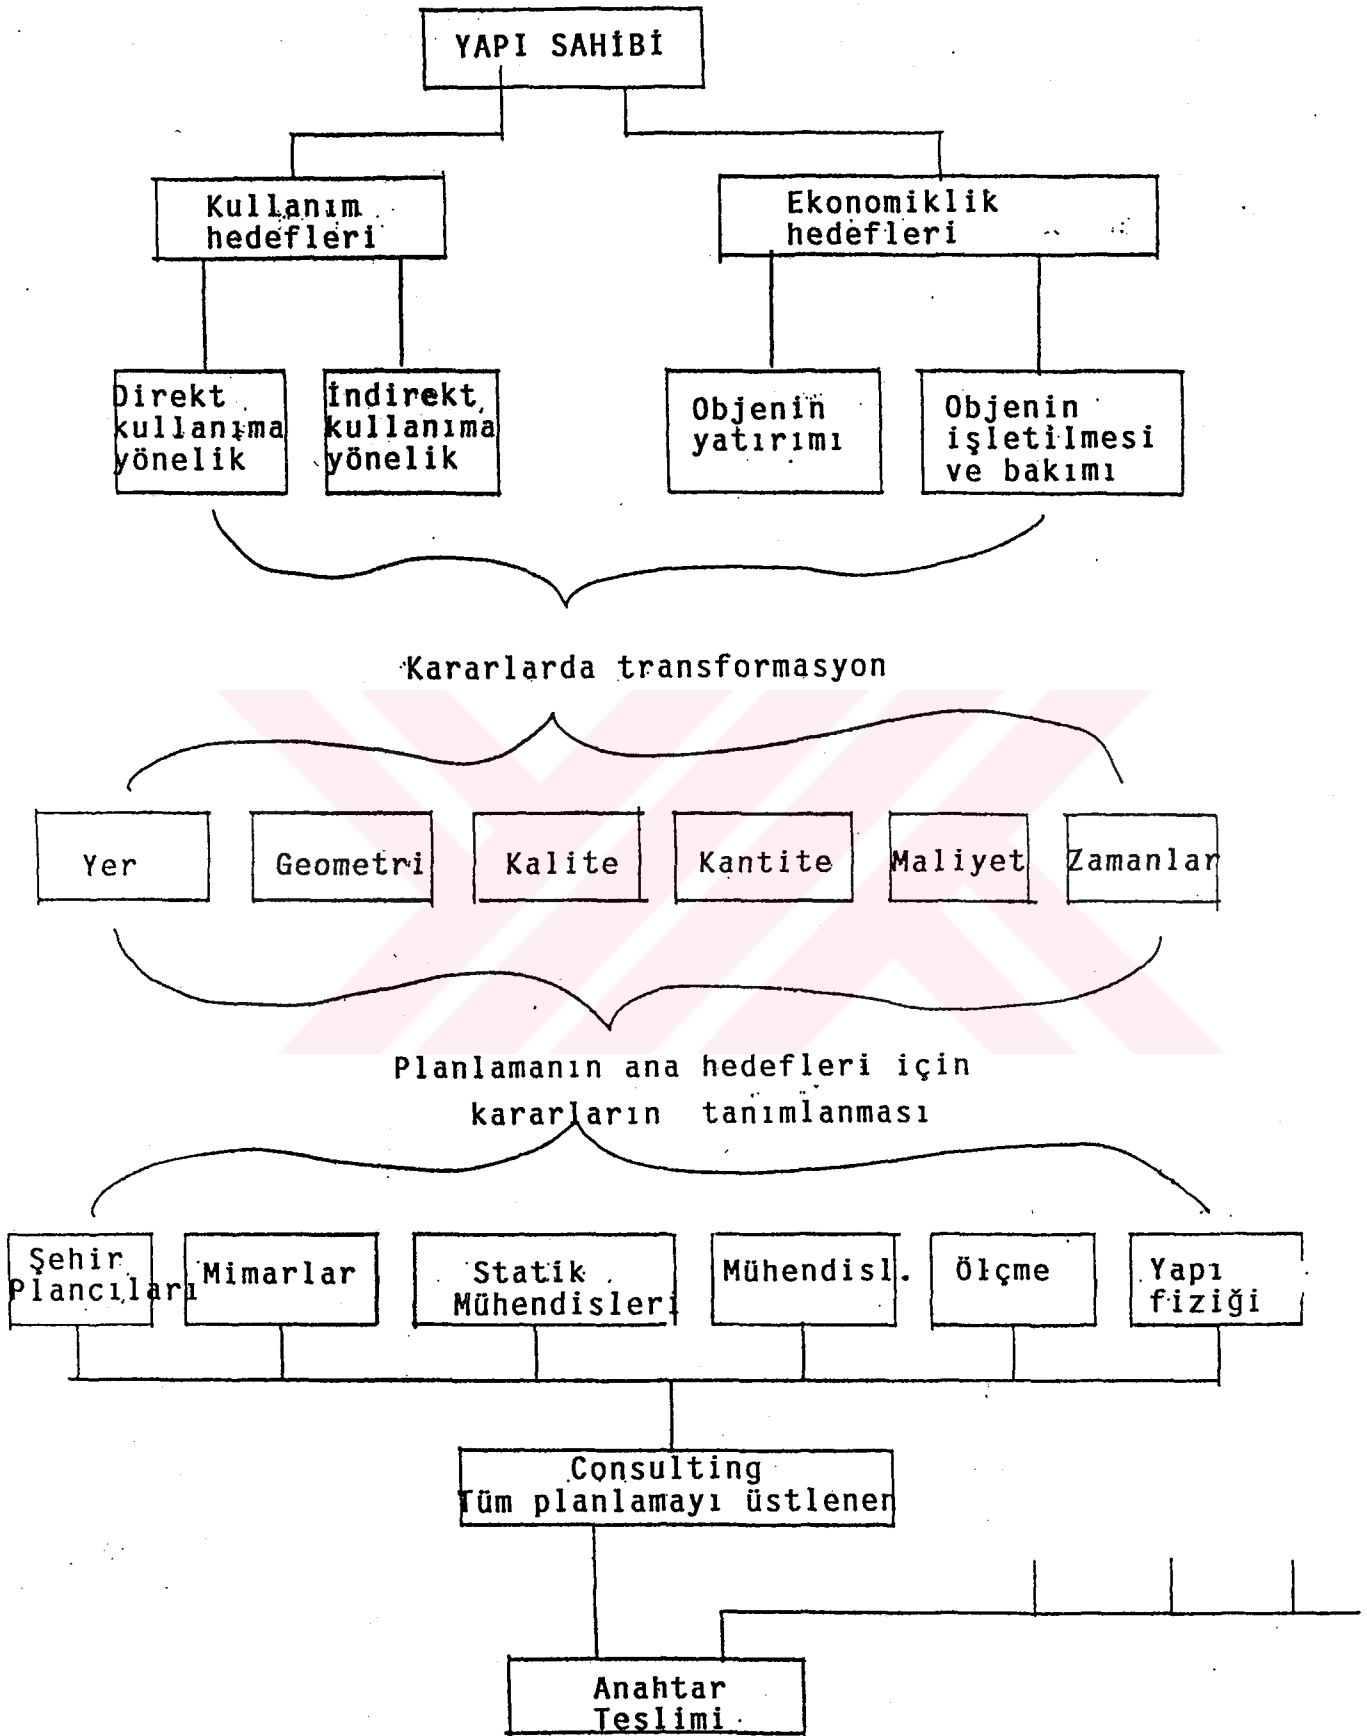 YAPI SAHİBİ
Kullanım
hedefleri
Ekonomiklik
hedefleri
Direkt
kullanıma
yönelik
İndirekt
kullanıma
yönelik
Objenin
yatırımı
Objenin
işletilmesi
ve bakımı
Kararlarda transformasyon
Yer
Geometri
Kalite
Kantite
Maliyet
Zamanlar
Planlamanın ana hedefleri için
kararların tanımlanması
Şehir
Plancıları
Mimarlar
Statik
Mühendisleri
Mühendisl.
Ölçme
Yapı
fiziği
Consulting
Tüm planlamayı üstlenen
Anahtar
Teslimi